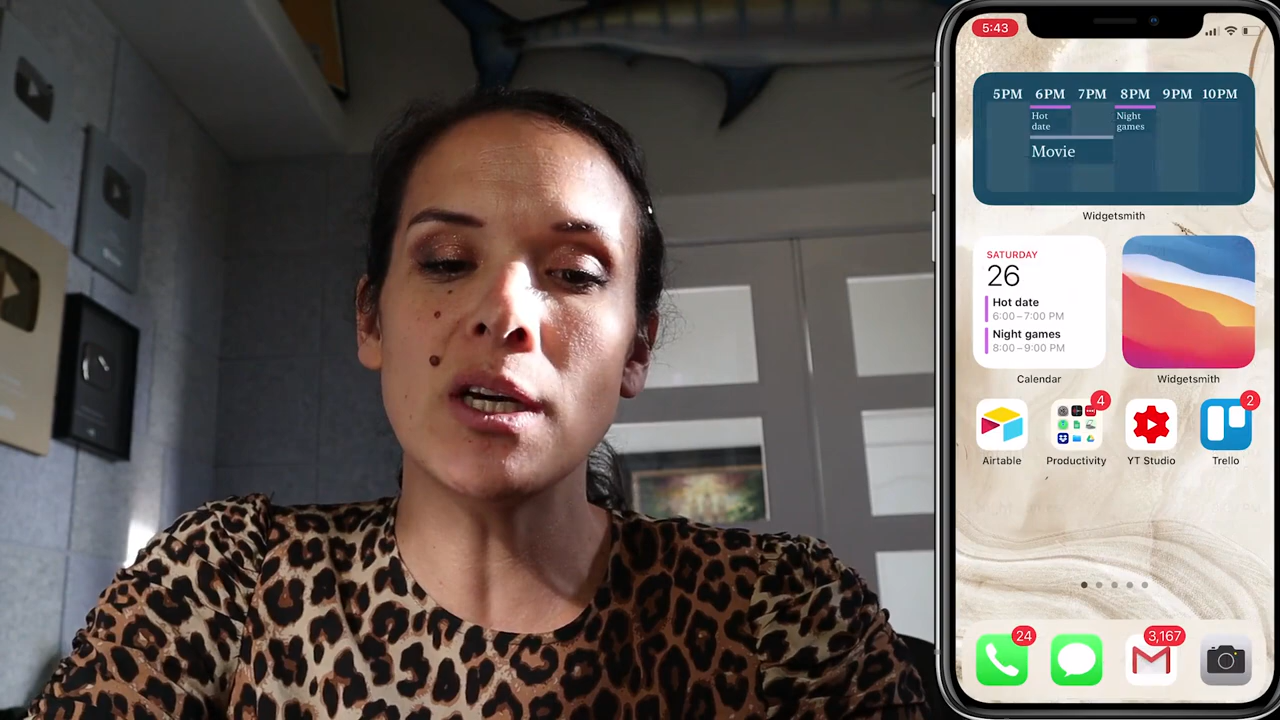 5:43
5PM 6PM 7PM 8PM 9PM 10PM
Hot
date
Night
games
Movie
Widgetsmith
SATURDAY
26
Hot date
6:00–7:00 PM
Night games
8:00–9:00 PM
Calendar
Widgetsmith
4
2
Airtable
Productivity
YT Studio
Trello
24
3,167